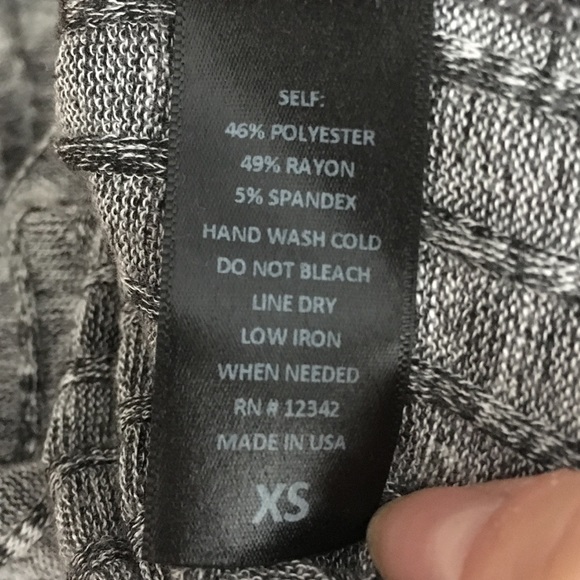 SELF:
46% POLYESTER
49% RAYON
5% SPANDEX
HAND WASH COLD
DO NOT BLEACH
LINE DRY
LOW IRON
WHEN NEEDED
RN # 12342
MADE IN USA
XS